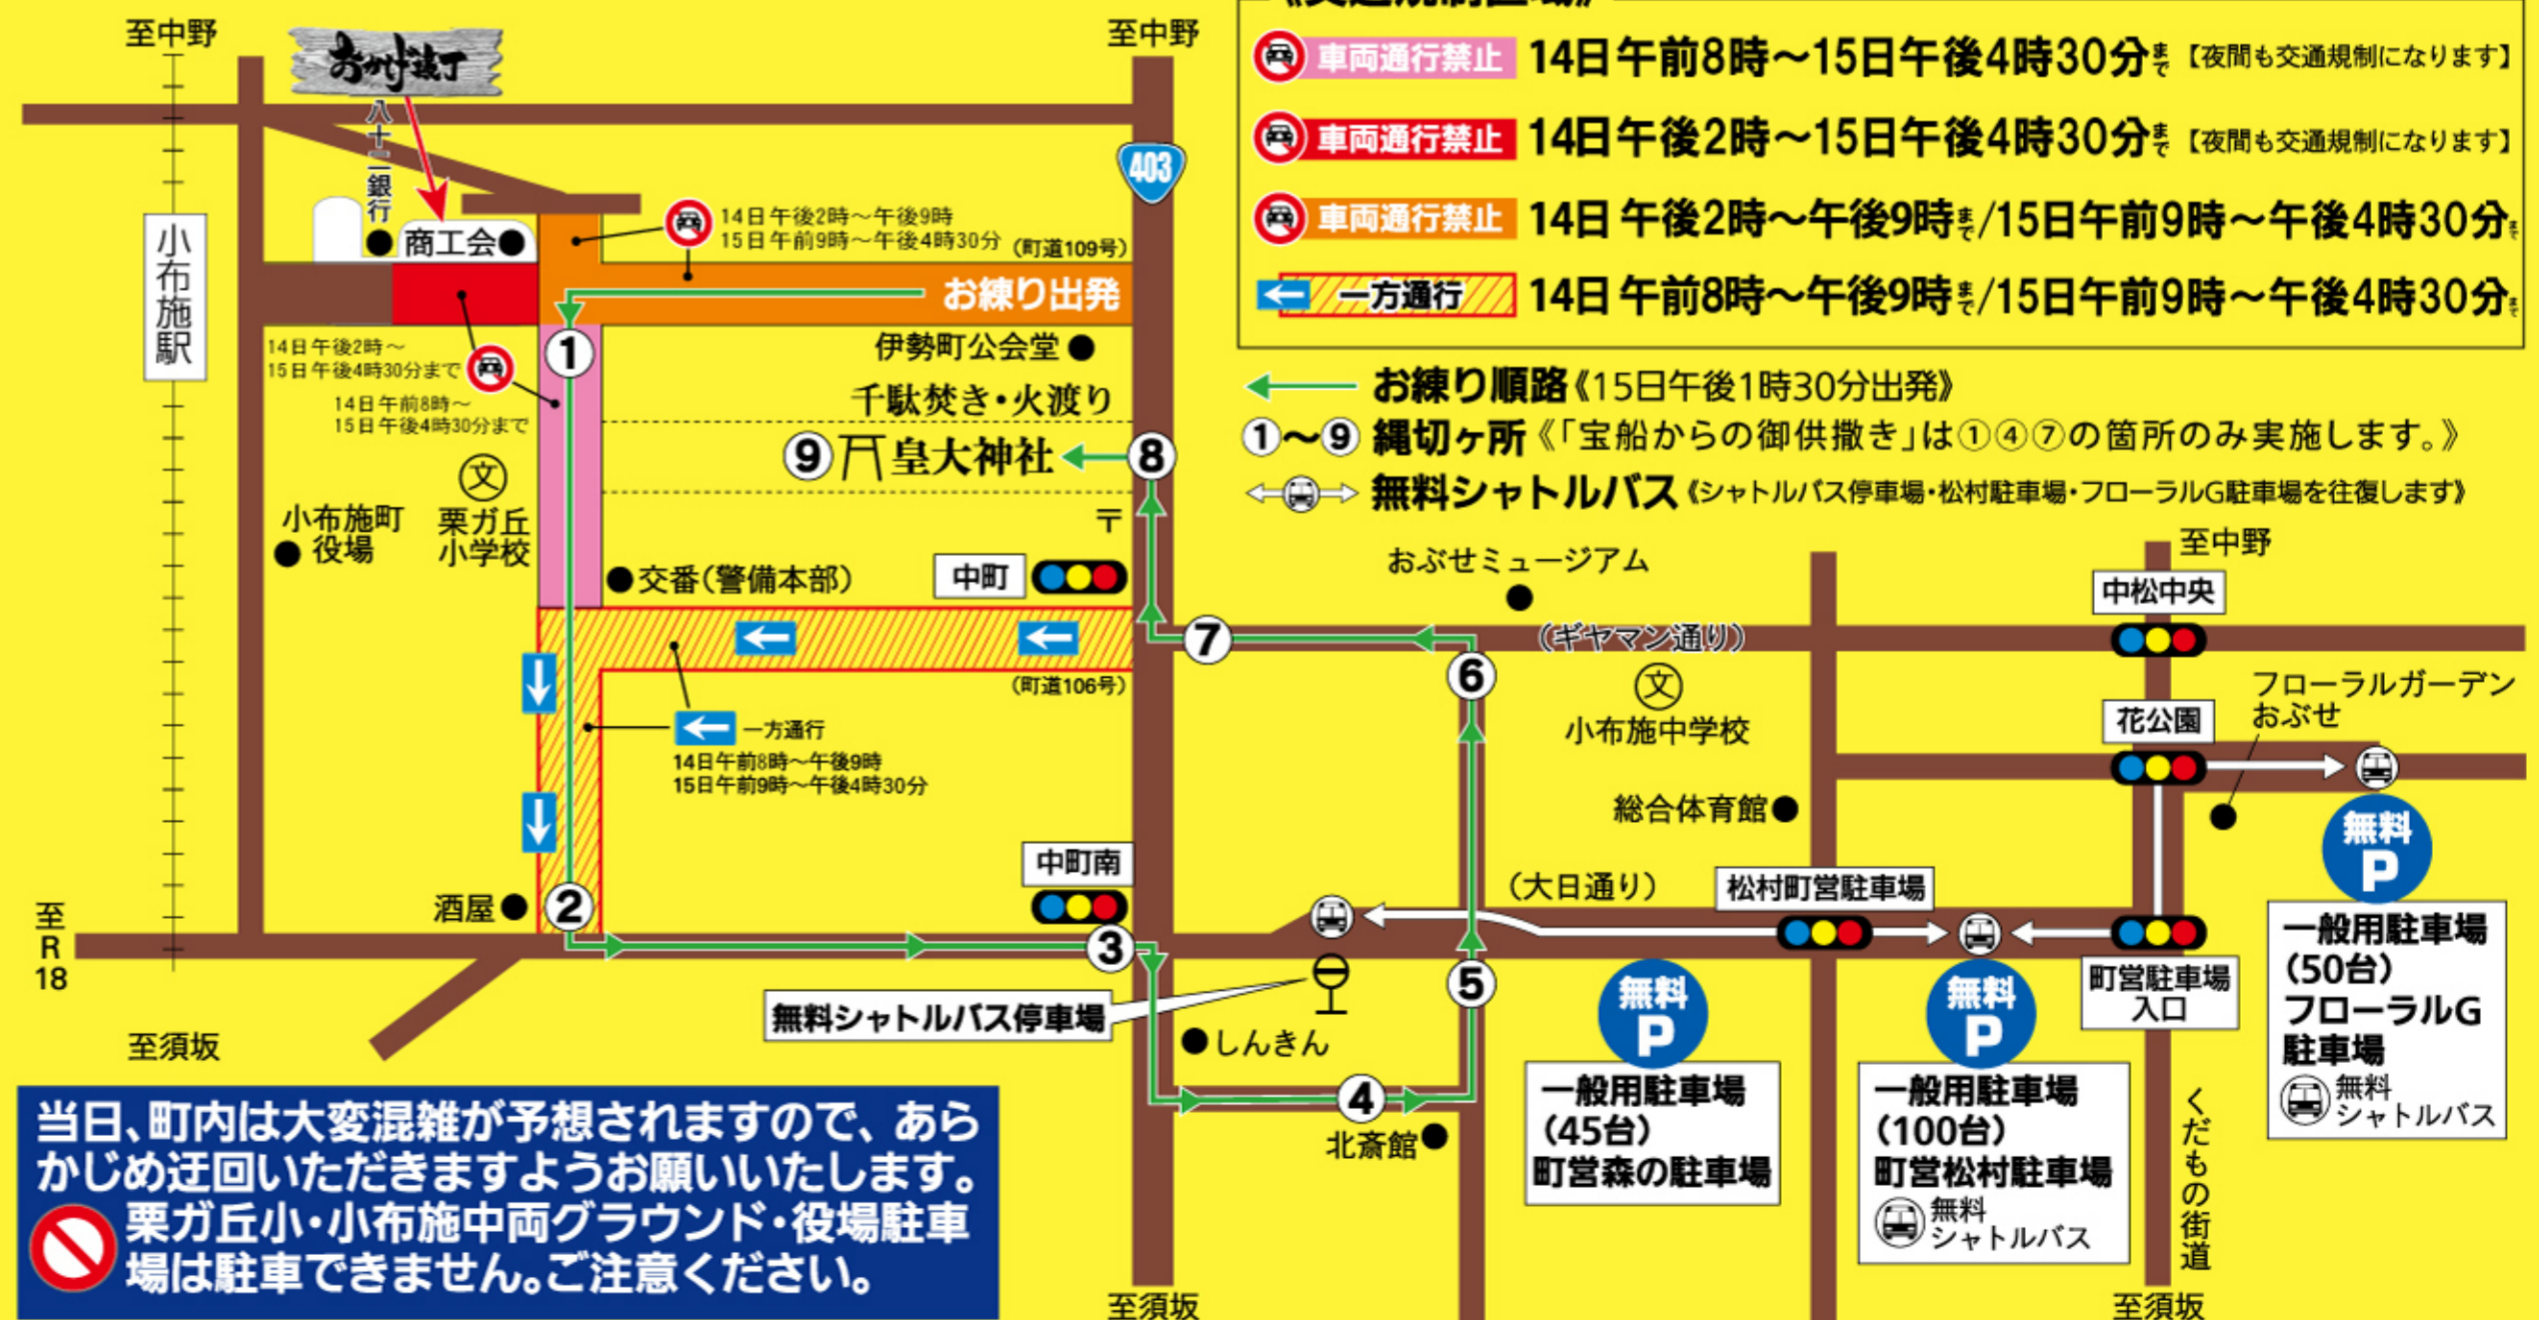 《交通規制区域》
車両通行禁止 14日午前8時～15日午後4時30分まで【夜間も交通規制になります】
車両通行禁止 14日午後2時～15日午後4時30分まで【夜間も交通規制になります】
車両通行禁止 14日午後2時～午後9時まで/15日午前9時～午後4時30分まで
一方通行 14日午前8時～午後9時まで/15日午前9時～午後4時30分まで
お練り順路《15日午後1時30分出発》
①～⑨ 縄切ヶ所《「宝船からの御供撒き」は①④⑦の箇所のみ実施します。》
無料シャトルバス《シャトルバス停車場・松村駐車場・フローラルG駐車場を往復します》
至中野
おかげ横丁
至中野
八十二銀行
403
小布施駅
商工会
14日午後2時～午後9時
15日午前9時～午後4時30分
(町道109号)
お練り出発
14日午後2時～
15日午後4時30分まで
①
伊勢町公会堂
14日午前8時～
15日午後4時30分まで
千駄焚き・火渡り
⑨
皇大神社
⑧
文
小布施町
役場
栗ガ丘
小学校
〒
交番(警備本部)
中町
おぶせミュージアム
至中野
中松中央
⑦
(ギヤマン通り)
⑥
(町道106号)
文
小布施中学校
フローラルガーデン
おぶせ
花公園
一方通行
14日午前8時～午後9時
15日午前9時～午後4時30分
総合体育館
無料
P
中町南
(大日通り)
松村町営駐車場
酒屋
②
至
R
18
③
一般用駐車場
(50台)
フローラルG
駐車場
無料
シャトルバス
⑤
無料シャトルバス停車場
町営駐車場
入口
無料
P
無料
P
至須坂
しんきん
④
北斎館
一般用駐車場
(45台)
町営森の駐車場
一般用駐車場
(100台)
町営松村駐車場
無料
シャトルバス
くだもの街道
当日、町内は大変混雑が予想されますので、あら
かじめ迂回いただきますようお願いいたします。
栗ガ丘小・小布施中両グラウンド・役場駐車
場は駐車できません。ご注意ください。
至須坂
至須坂